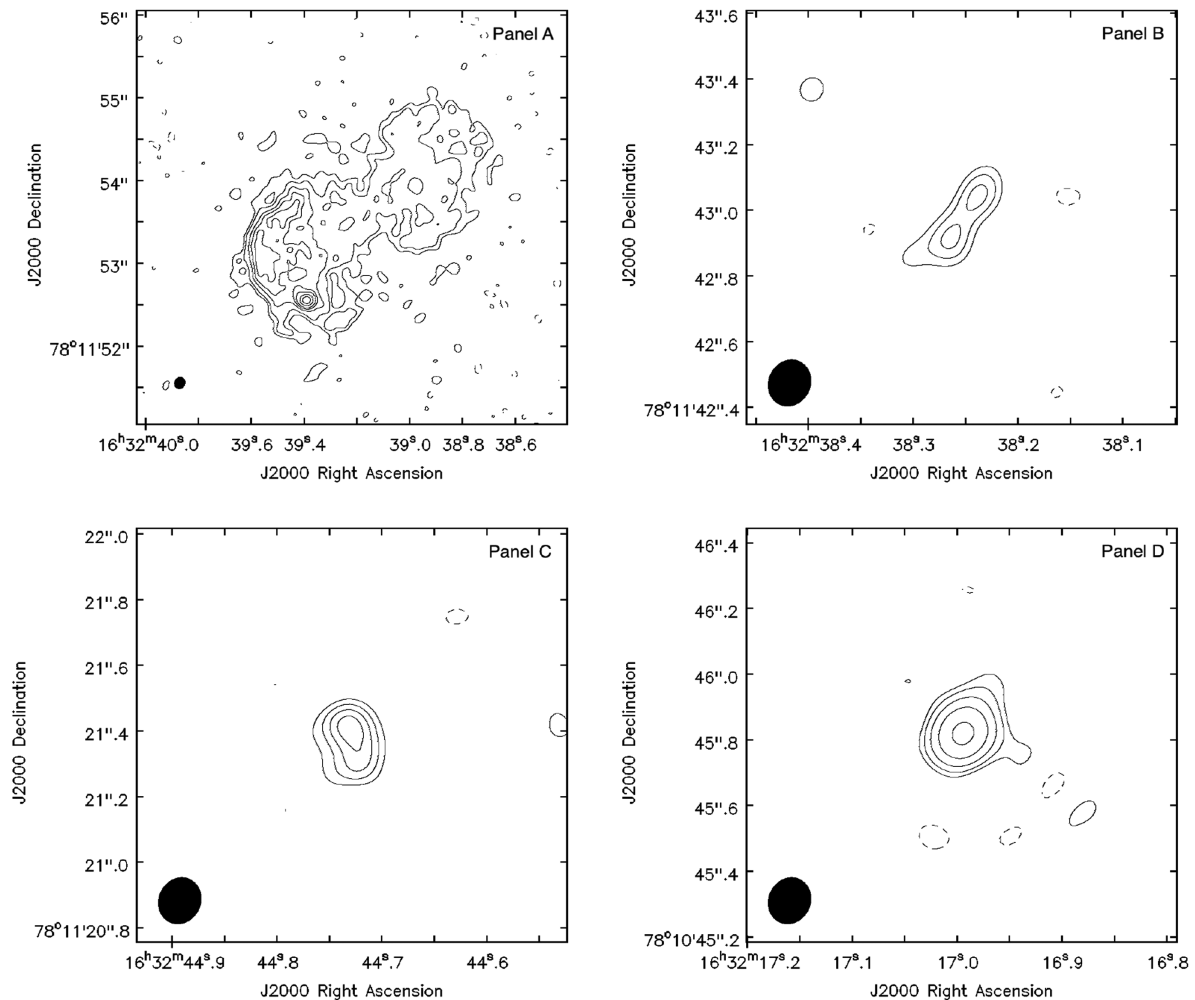 Panel A
56"
55"
54"
53"
78°11'52"
16ʰ32ᵐ40ˢ.0 39ˢ.6 39ˢ.4 39ˢ.0 38ˢ.8 38ˢ.6
J2000 Declination
J2000 Right Ascension
Panel B
43".6
43".4
43".2
43".0
42".8
42".6
78°11'42".4
16ʰ32ᵐ38ˢ.4 38ˢ.3 38ˢ.2 38ˢ.1
J2000 Declination
J2000 Right Ascension
Panel C
22".0
21".8
21".6
21".4
21".2
21".0
78°11'20".8
16ʰ32ᵐ44ˢ.9 44ˢ.8 44ˢ.7 44ˢ.6
J2000 Declination
J2000 Right Ascension
Panel D
46".4
46".2
46".0
45".8
45".6
45".4
78°10'45".2
16ʰ32ᵐ17ˢ.2 17ˢ.1 17ˢ.0 16ˢ.9 16ˢ.8
J2000 Declination
J2000 Right Ascension